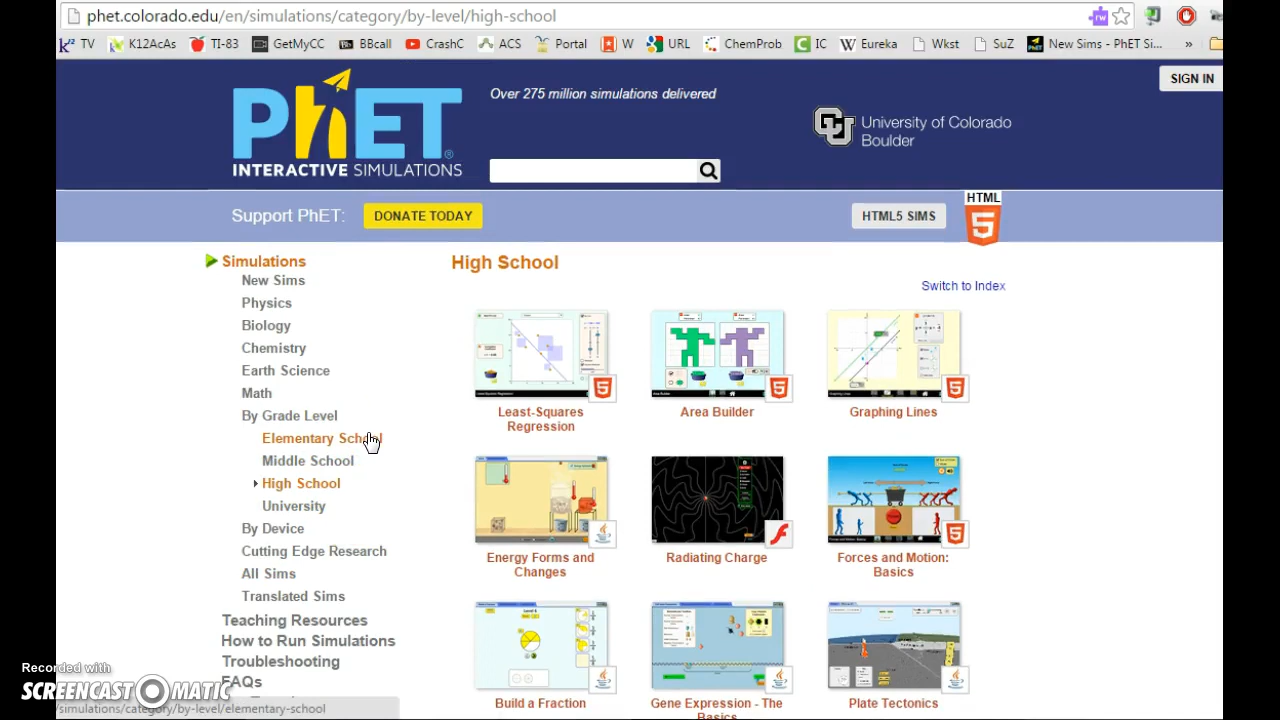 phet.colorado.edu/en/simulations/category/by-level/high-school
TV K12AcAs TI-83 GetMyCC BBcall CrashC ACS Portal W URL ChemProb IC Eureka Wkst SuZ New Sims - PhET Si... »
SIGN IN
PhET®
INTERACTIVE SIMULATIONS
Over 275 million simulations delivered
University of Colorado
Boulder
Support PhET: DONATE TODAY
HTML5 SIMS
HTML
5
Simulations
New Sims
Physics
Biology
Chemistry
Earth Science
Math
By Grade Level
Elementary School
Middle School
High School
University
By Device
Cutting Edge Research
All Sims
Translated Sims
Teaching Resources
How to Run Simulations
Troubleshooting
FAQs
High School
Switch to Index
Least-Squares
Regression
Area Builder
Graphing Lines
Energy Forms and
Changes
Radiating Charge
Forces and Motion:
Basics
Build a Fraction
Gene Expression - The
Basics
Plate Tectonics
Recorded with
SCREENCAST-O-MATIC
/simulations/category/by-level/elementary-school